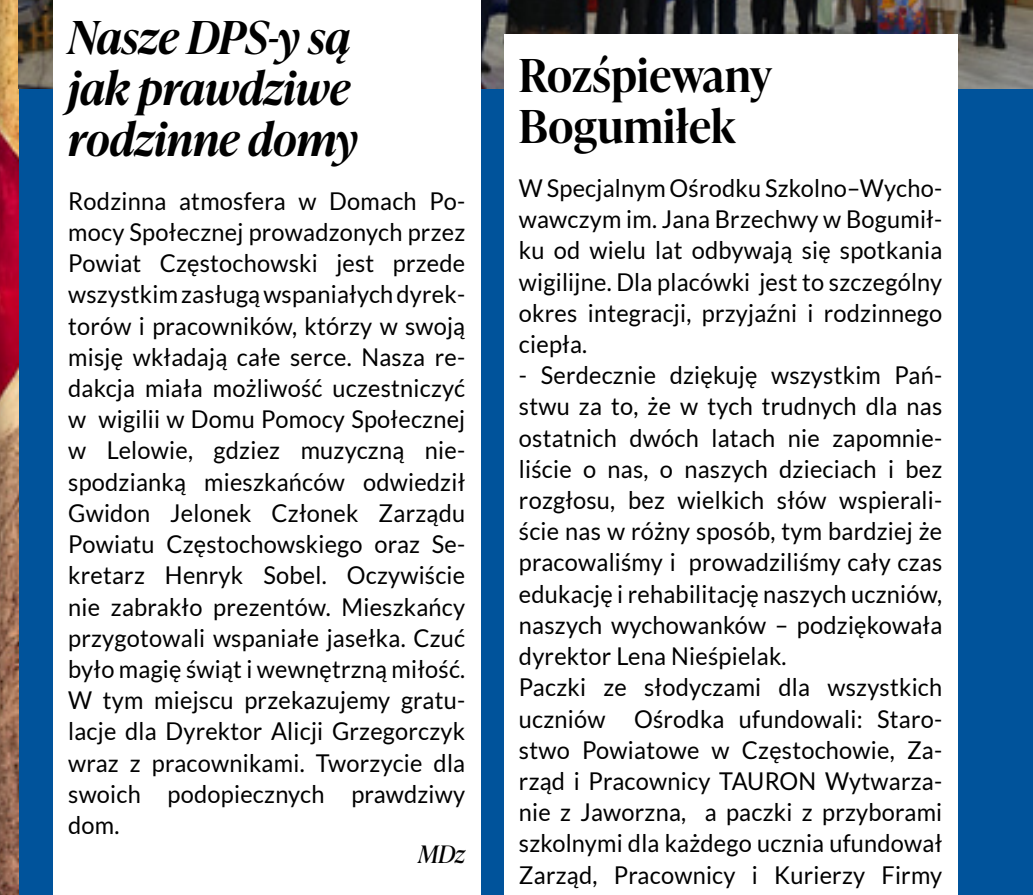 Nasze DPS-y są
jak prawdziwe
rodzinne domy
Rodzinna atmosfera w Domach Po-
mocy Społecznej prowadzonych przez
Powiat Częstochowski jest przede
wszystkim zasługą wspaniałych dyrek-
torów i pracowników, którzy w swoją
misję wkładają całe serce. Nasza re-
dakcja miała możliwość uczestniczyć
w wigilii w Domu Pomocy Społecznej
w Lelowie, gdziez muzyczną nie-
spodzianką mieszkańców odwiedził
Gwidon Jelonek Członek Zarządu
Powiatu Częstochowskiego oraz Se-
kretarz Henryk Sobel. Oczywiście
nie zabrakło prezentów. Mieszkańcy
przygotowali wspaniałe jasełka. Czuć
było magię świąt i wewnętrzną miłość.
W tym miejscu przekazujemy gratu-
lacje dla Dyrektor Alicji Grzegorczyk
wraz z pracownikami. Tworzycie dla
swoich podopiecznych prawdziwy
dom.
MDz
Rozśpiewany
Bogumiłek
W Specjalnym Ośrodku Szkolno–Wycho-
wawczym im. Jana Brzechwy w Bogumił-
ku od wielu lat odbywają się spotkania
wigilijne. Dla placówki jest to szczególny
okres integracji, przyjaźni i rodzinnego
ciepła.
- Serdecznie dziękuję wszystkim Pań-
stwu za to, że w tych trudnych dla nas
ostatnich dwóch latach nie zapomnie-
liście o nas, o naszych dzieciach i bez
rozgłosu, bez wielkich słów wspierali-
ście nas w różny sposób, tym bardziej że
pracowaliśmy i prowadziliśmy cały czas
edukację i rehabilitację naszych uczniów,
naszych wychowanków – podziękowała
dyrektor Lena Nieśpielak.
Paczki ze słodyczami dla wszystkich
uczniów Ośrodka ufundowali: Staro-
stwo Powiatowe w Częstochowie, Za-
rząd i Pracownicy TAURON Wytwarza-
nie z Jaworzna, a paczki z przyborami
szkolnymi dla każdego ucznia ufundował
Zarząd, Pracownicy i Kurierzy Firmy